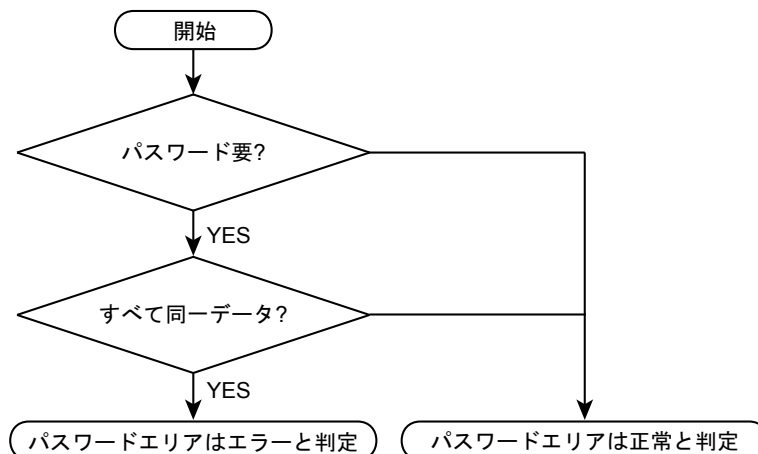 開始
パスワード要?
YES
すべて同一データ?
YES
パスワードエリアはエラーと判定
パスワードエリアは正常と判定